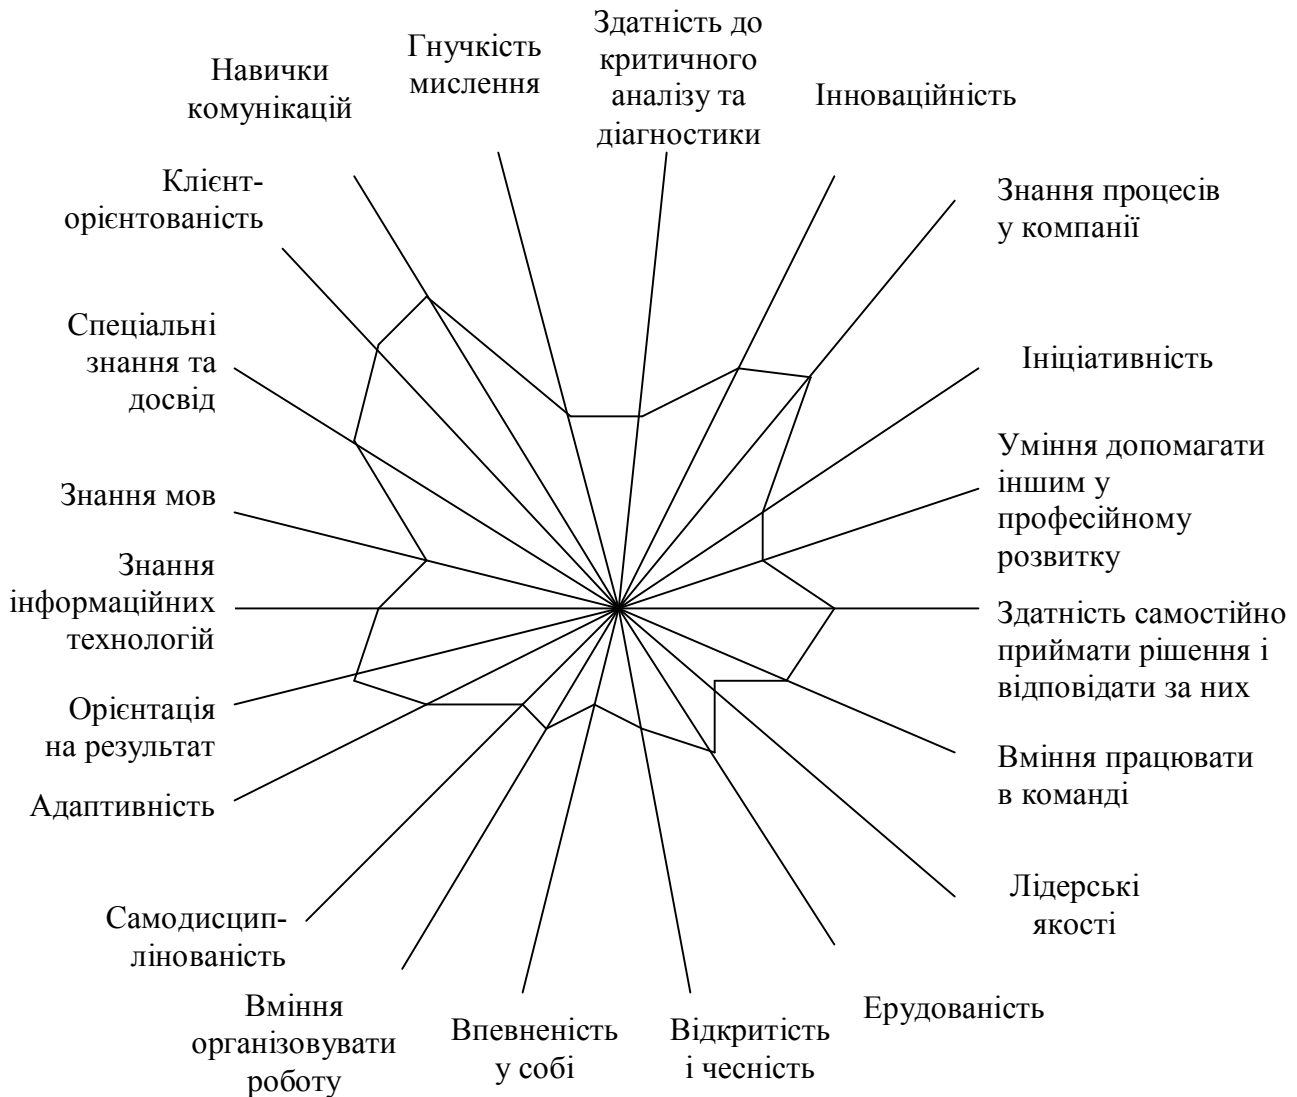 Здатність до
критичного
аналізу та
діагностики
Гнучкість
мислення
Навички
комунікацій
Інноваційність
Клієнт-
орієнтованість
Знання процесів
у компанії
Спеціальні
знання та
досвід
Ініціативність
Знання мов
Уміння допомагати
іншим у
професійному
розвитку
Знання
інформаційних
технологій
Здатність самостійно
приймати рішення і
відповідати за них
Орієнтація
на результат
Вміння працювати
в команді
Адаптивність
Лідерські
якості
Самодисцип-
лінованість
Ерудованість
Вміння
організовувати
роботу
Впевненість
у собі
Відкритість
і чесність